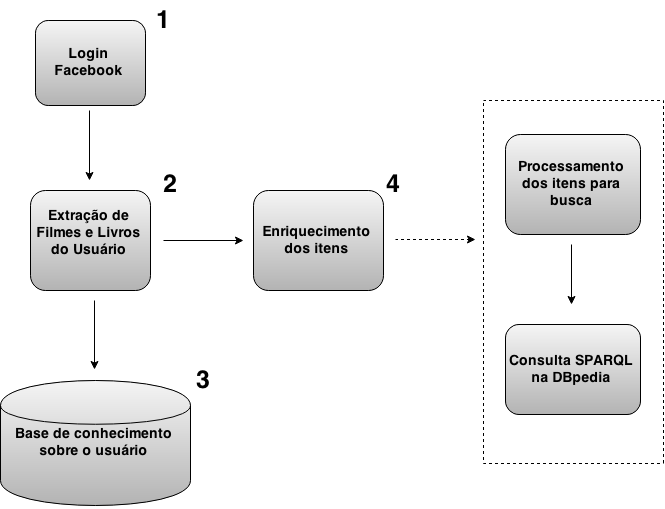 1
Login
Facebook
2
Extração de
Filmes e Livros
do Usuário
3
Base de conhecimento
sobre o usuário
4
Enriquecimento
dos itens
Processamento
dos itens para
busca
Consulta SPARQL
na DBpedia